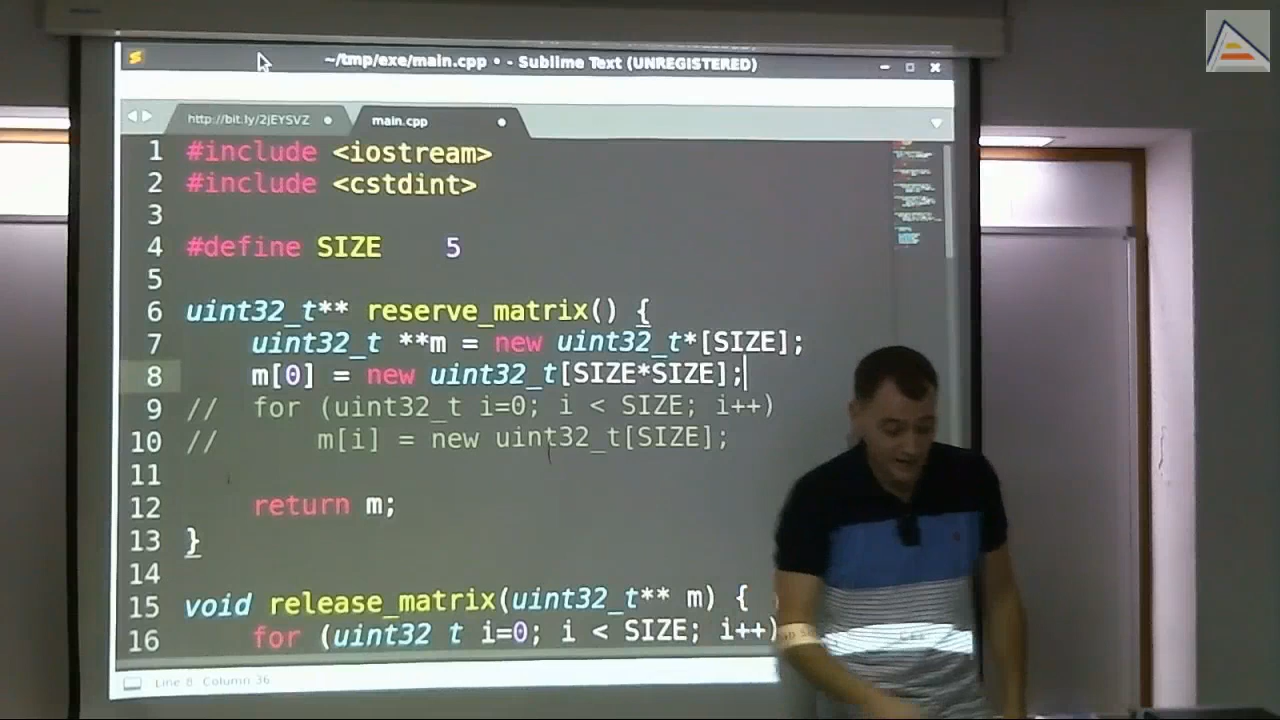 ~/tmp/exe/main.cpp • - Sublime Text (UNREGISTERED)
http://bit.ly/2jEYSVZ main.cpp
1 #include <iostream>
2 #include <cstdint>
3
4 #define SIZE 5
5
6 uint32_t** reserve_matrix() {
7 uint32_t **m = new uint32_t*[SIZE];
8 m[0] = new uint32_t[SIZE*SIZE];
9 // for (uint32_t i=0; i < SIZE; i++)
10 // m[i] = new uint32_t[SIZE];
11
12 return m;
13 }
14
15 void release_matrix(uint32_t** m) {
16 for (uint32_t i=0; i < SIZE; i++)
Line 8, Column 36